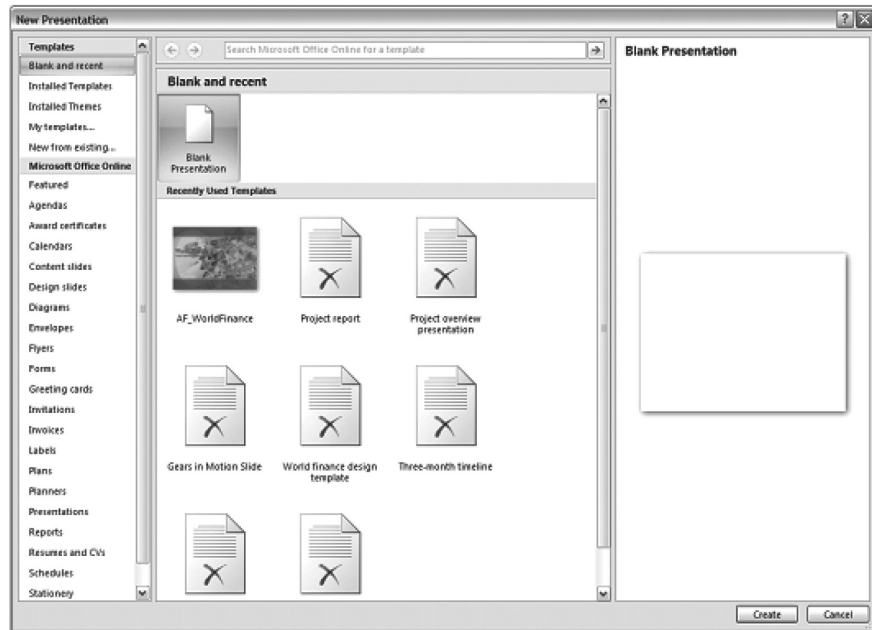 New Presentation
Templates
Blank and recent
Installed Templates
Installed Themes
My templates...
New from existing...
Microsoft Office Online
Featured
Agendas
Award certificates
Calendars
Content slides
Design slides
Diagrams
Envelopes
Flyers
Forms
Greeting cards
Invitations
Invoices
Labels
Plans
Planners
Presentations
Reports
Resumes and CVs
Schedules
Stationery
Search Microsoft Office Online for a template
Blank and recent
Blank
Presentation
Recently Used Templates
AF_WorldFinance
Project report
Project overview
presentation
Gears in Motion Slide
World finance design
template
Three-month timeline
Blank Presentation
Create
Cancel